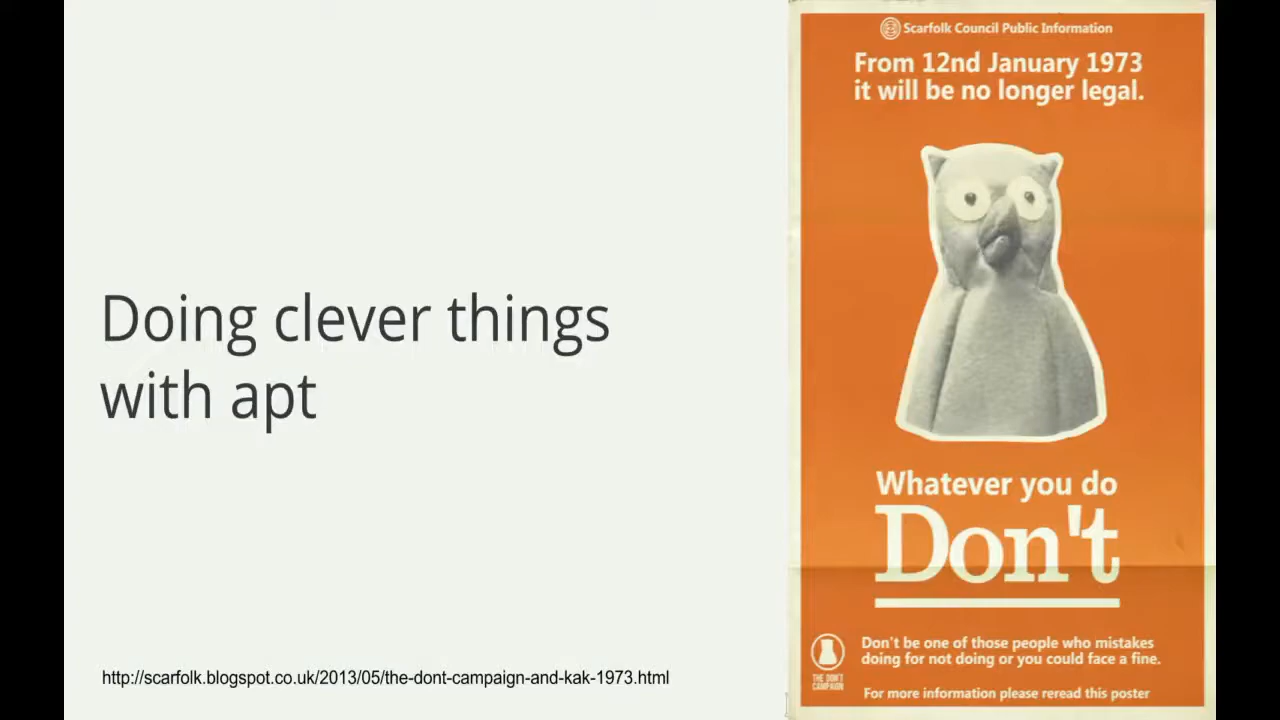 Doing clever things
with apt
http://scarfolk.blogspot.co.uk/2013/05/the-dont-campaign-and-kak-1973.html
Scarfolk Council Public Information
From 12nd January 1973
it will be no longer legal.
Whatever you do
Don't
THE DON'T
CAMPAIGN
Don't be one of those people who mistakes
doing for not doing or you could face a fine.
For more information please reread this poster